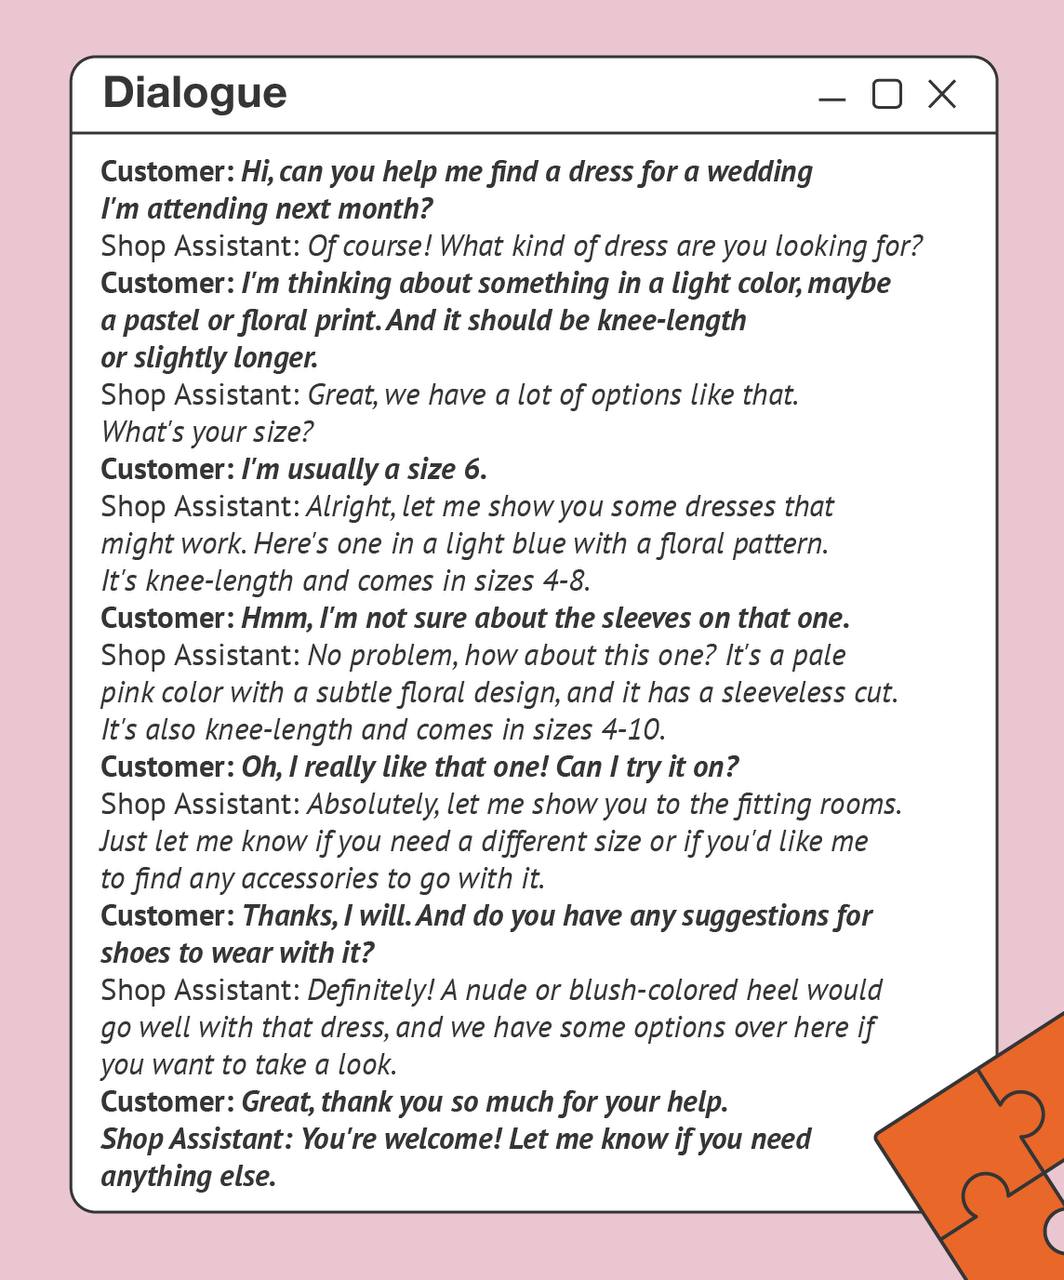 Dialogue
Customer: Hi, can you help me find a dress for a wedding
I'm attending next month?
Shop Assistant: Of course! What kind of dress are you looking for?
Customer: I'm thinking about something in a light color, maybe
a pastel or floral print. And it should be knee-length
or slightly longer.
Shop Assistant: Great, we have a lot of options like that.
What's your size?
Customer: I'm usually a size 6.
Shop Assistant: Alright, let me show you some dresses that
might work. Here's one in a light blue with a floral pattern.
It's knee-length and comes in sizes 4-8.
Customer: Hmm, I'm not sure about the sleeves on that one.
Shop Assistant: No problem, how about this one? It's a pale
pink color with a subtle floral design, and it has a sleeveless cut.
It's also knee-length and comes in sizes 4-10.
Customer: Oh, I really like that one! Can I try it on?
Shop Assistant: Absolutely, let me show you to the fitting rooms.
Just let me know if you need a different size or if you'd like me
to find any accessories to go with it.
Customer: Thanks, I will. And do you have any suggestions for
shoes to wear with it?
Shop Assistant: Definitely! A nude or blush-colored heel would
go well with that dress, and we have some options over here if
you want to take a look.
Customer: Great, thank you so much for your help.
Shop Assistant: You're welcome! Let me know if you need
anything else.